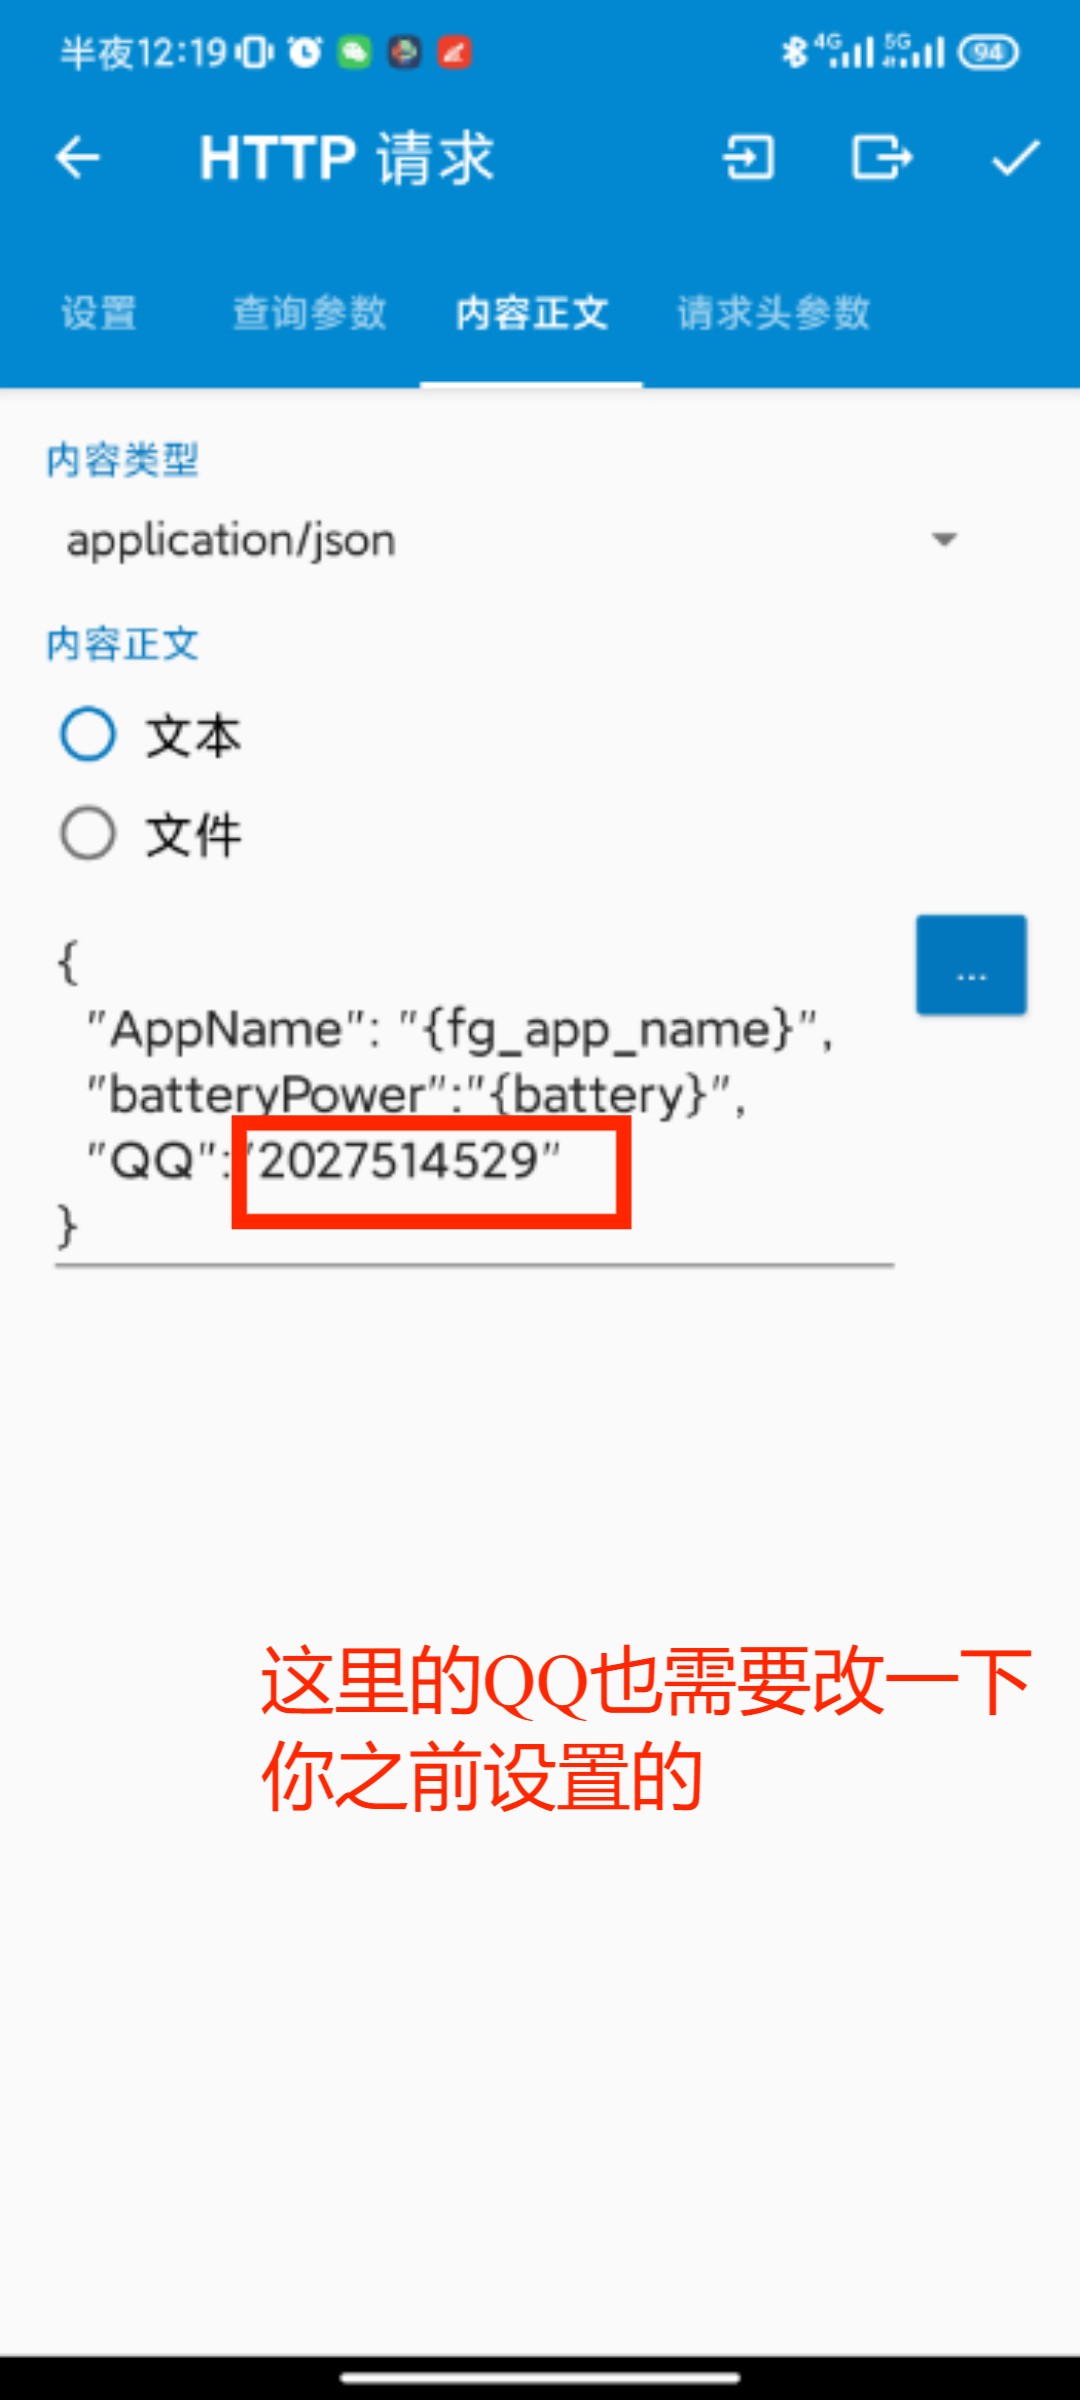 半夜12:19
4G
5G
94
HTTP 请求
设置
查询参数
内容正文
请求头参数
内容类型
application/json
内容正文
文本
文件
{
"AppName": "{fg_app_name}",
"batteryPower":"{battery}",
"QQ":"2027514529"
}
...
这里的QQ也需要改一下
你之前设置的